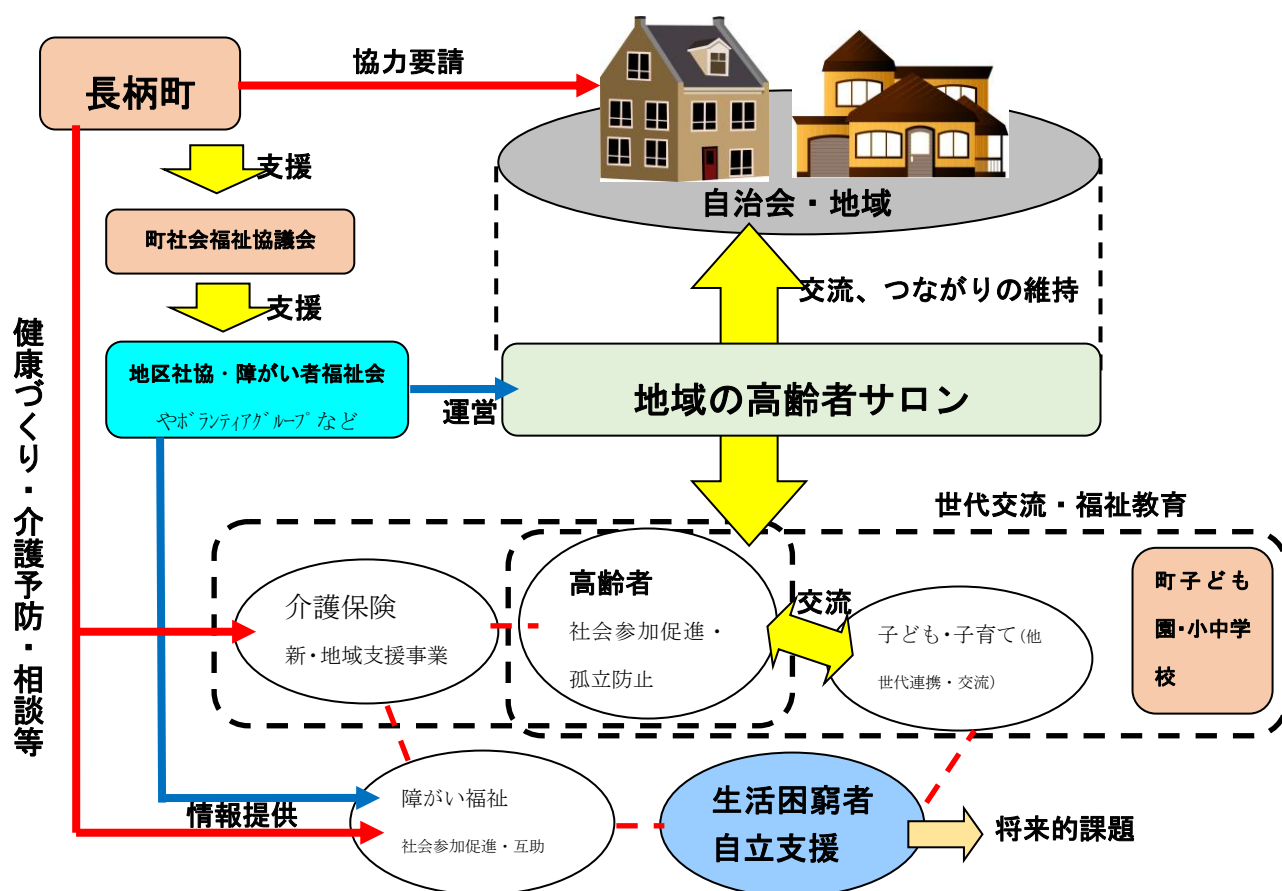 長柄町
協力要請
支援
町社会福祉協議会
支援
自治会・地域
交流、つながりの維持
地区社協・障がい者福祉会
やﾎﾞﾗﾝﾃｨｱｸﾞﾙｰﾌﾟなど
運営
地域の高齢者サロン
健康づくり・介護予防・相談等
世代交流・福祉教育
介護保険
新・地域支援事業
高齢者
社会参加促進・
孤立防止
交流
子ども・子育て(他
世代連携・交流)
町子ども
園・小中学
校
障がい福祉
社会参加促進・互助
情報提供
生活困窮者
自立支援
将来的課題